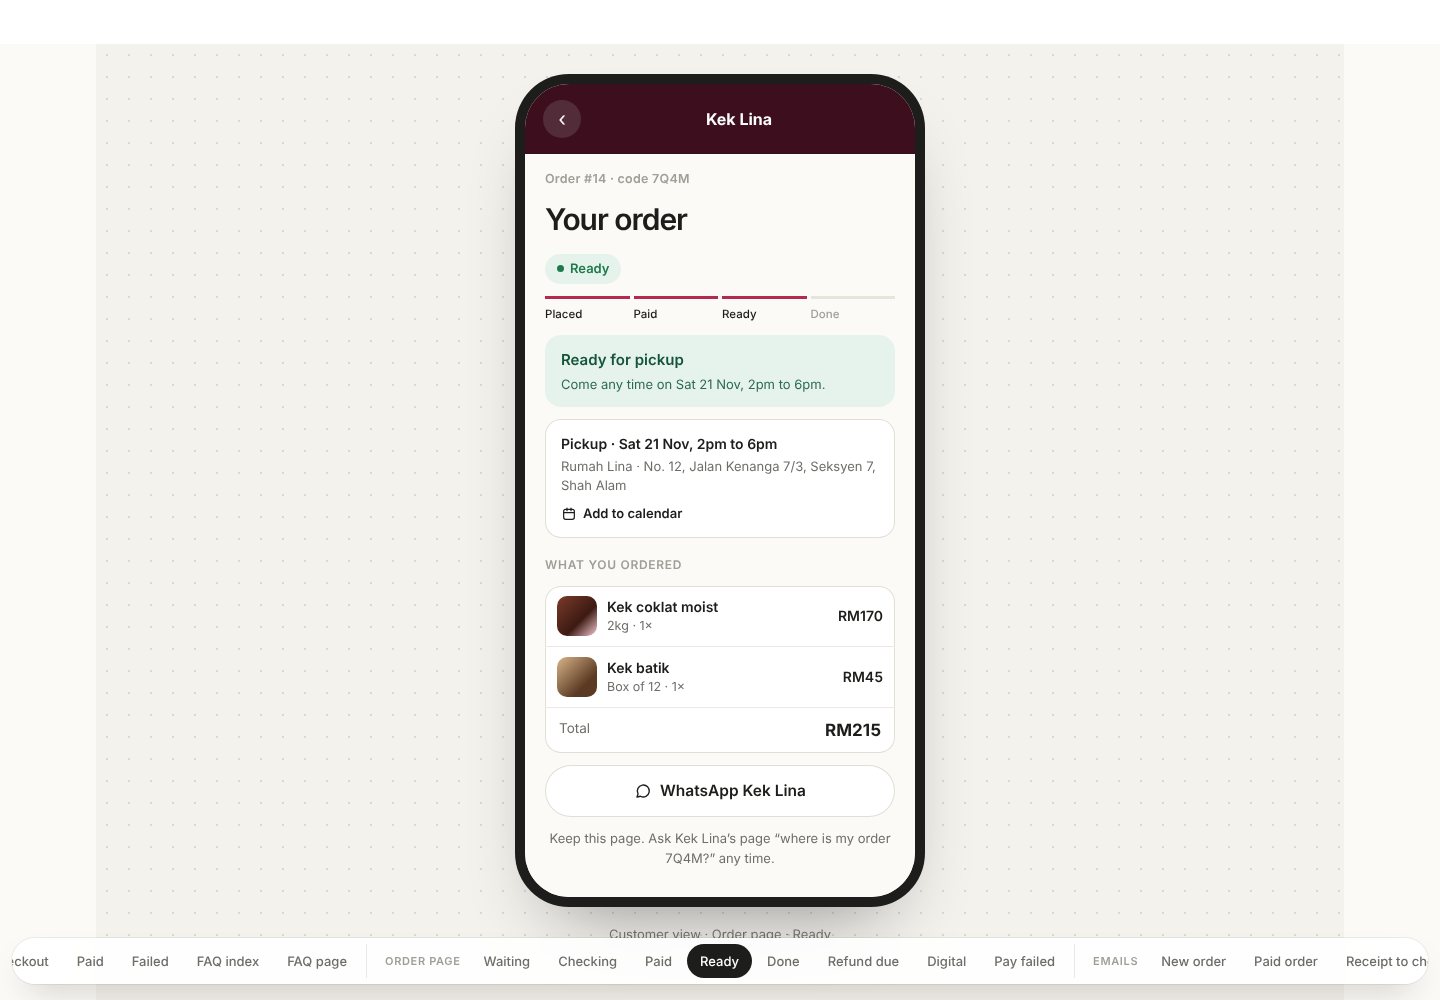 Kek Lina
Order #14 · code 7Q4M
Your order
Ready
Placed
Paid
Ready
Done
Ready for pickup
Come any time on Sat 21 Nov, 2pm to 6pm.
Pickup · Sat 21 Nov, 2pm to 6pm
Rumah Lina · No. 12, Jalan Kenanga 7/3, Seksyen 7,
Shah Alam
Add to calendar
WHAT YOU ORDERED
Kek coklat moist
RM170
2kg · 1×
Kek batik
RM45
Box of 12 · 1×
Total
RM215
WhatsApp Kek Lina
Keep this page. Ask Kek Lina’s page “where is my order
7Q4M?” any time.
Customer view · Order page · Ready
ckout Paid Failed FAQ index FAQ page ORDER PAGE Waiting Checking Paid Ready Done Refund due Digital Pay failed EMAILS New order Paid order Receipt to ch